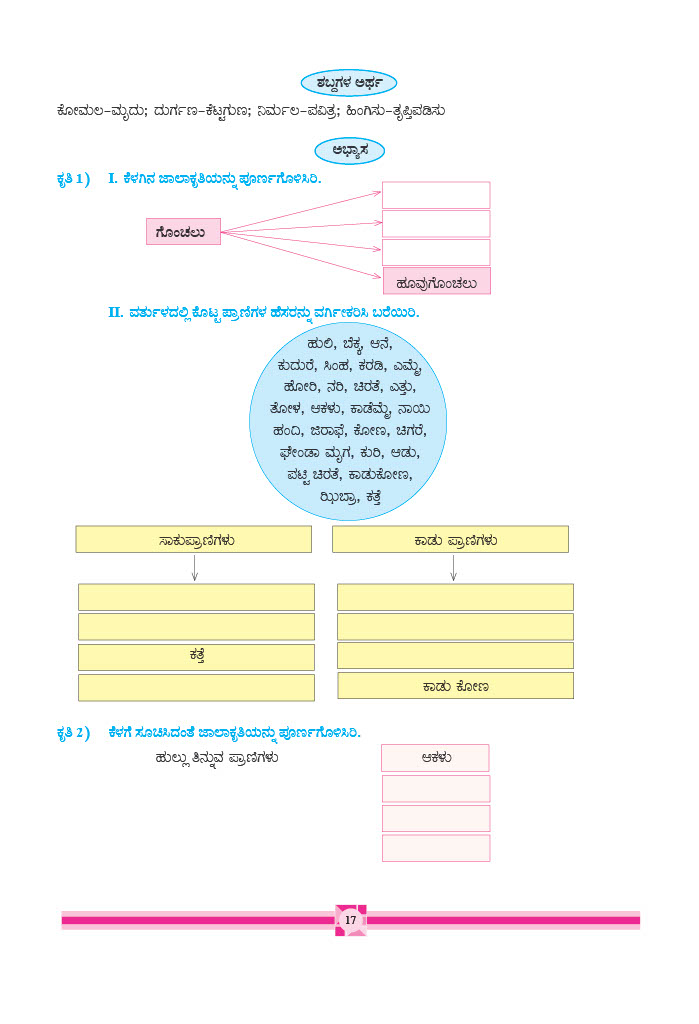 ಶಬ್ದಗಳ ಅರ್ಥ
ಕೋಮಲ–ಮೃದು; ದುರ್ಗಣ–ಕೆಟ್ಟಗುಣ; ನಿರ್ಮಲ–ಪವಿತ್ರ; ಹಿಂಗಿಸು–ತೃಪ್ತಿಪಡಿಸು
ಅಭ್ಯಾಸ
ಕೃತಿ 1) I. ಕೆಳಗಿನ ಜಾಲಾಕೃತಿಯನ್ನು ಪೂರ್ಣಗೊಳಿಸಿರಿ.
ಗೊಂಚಲು
ಹೂವುಗೊಂಚಲು
II. ವರ್ತುಳದಲ್ಲಿ ಕೊಟ್ಟ ಪ್ರಾಣಿಗಳ ಹೆಸರನ್ನು ವರ್ಗೀಕರಿಸಿ ಬರೆಯಿರಿ.
ಹುಲಿ, ಬೆಕ್ಕ, ಆನೆ,
ಕುದುರೆ, ಸಿಂಹ, ಕರಡಿ, ಎಮ್ಮೆ,
ಹೋರಿ, ನರಿ, ಚಿರತೆ, ಎತ್ತು,
ತೋಳ, ಆಕಳು, ಕಾಡೆಮ್ಮೆ, ನಾಯಿ
ಹಂದಿ, ಜಿರಾಫೆ, ಕೋಣ, ಚಿಗರೆ,
ಘೇಂಡಾ ಮೃಗ, ಕುರಿ, ಆಡು,
ಪಟ್ಟಿ ಚಿರತೆ, ಕಾಡುಕೋಣ,
ಝಿಬ್ರಾ, ಕತ್ತೆ
ಸಾಕುಪ್ರಾಣಿಗಳು ಕಾಡು ಪ್ರಾಣಿಗಳು
ಕತ್ತೆ
ಕಾಡು ಕೋಣ
ಕೃತಿ 2) ಕೆಳಗೆ ಸೂಚಿಸಿದಂತೆ ಜಾಲಾಕೃತಿಯನ್ನು ಪೂರ್ಣಗೊಳಿಸಿರಿ.
ಹುಲ್ಲು ತಿನ್ನುವ ಪ್ರಾಣಿಗಳು ಆಕಳು
17